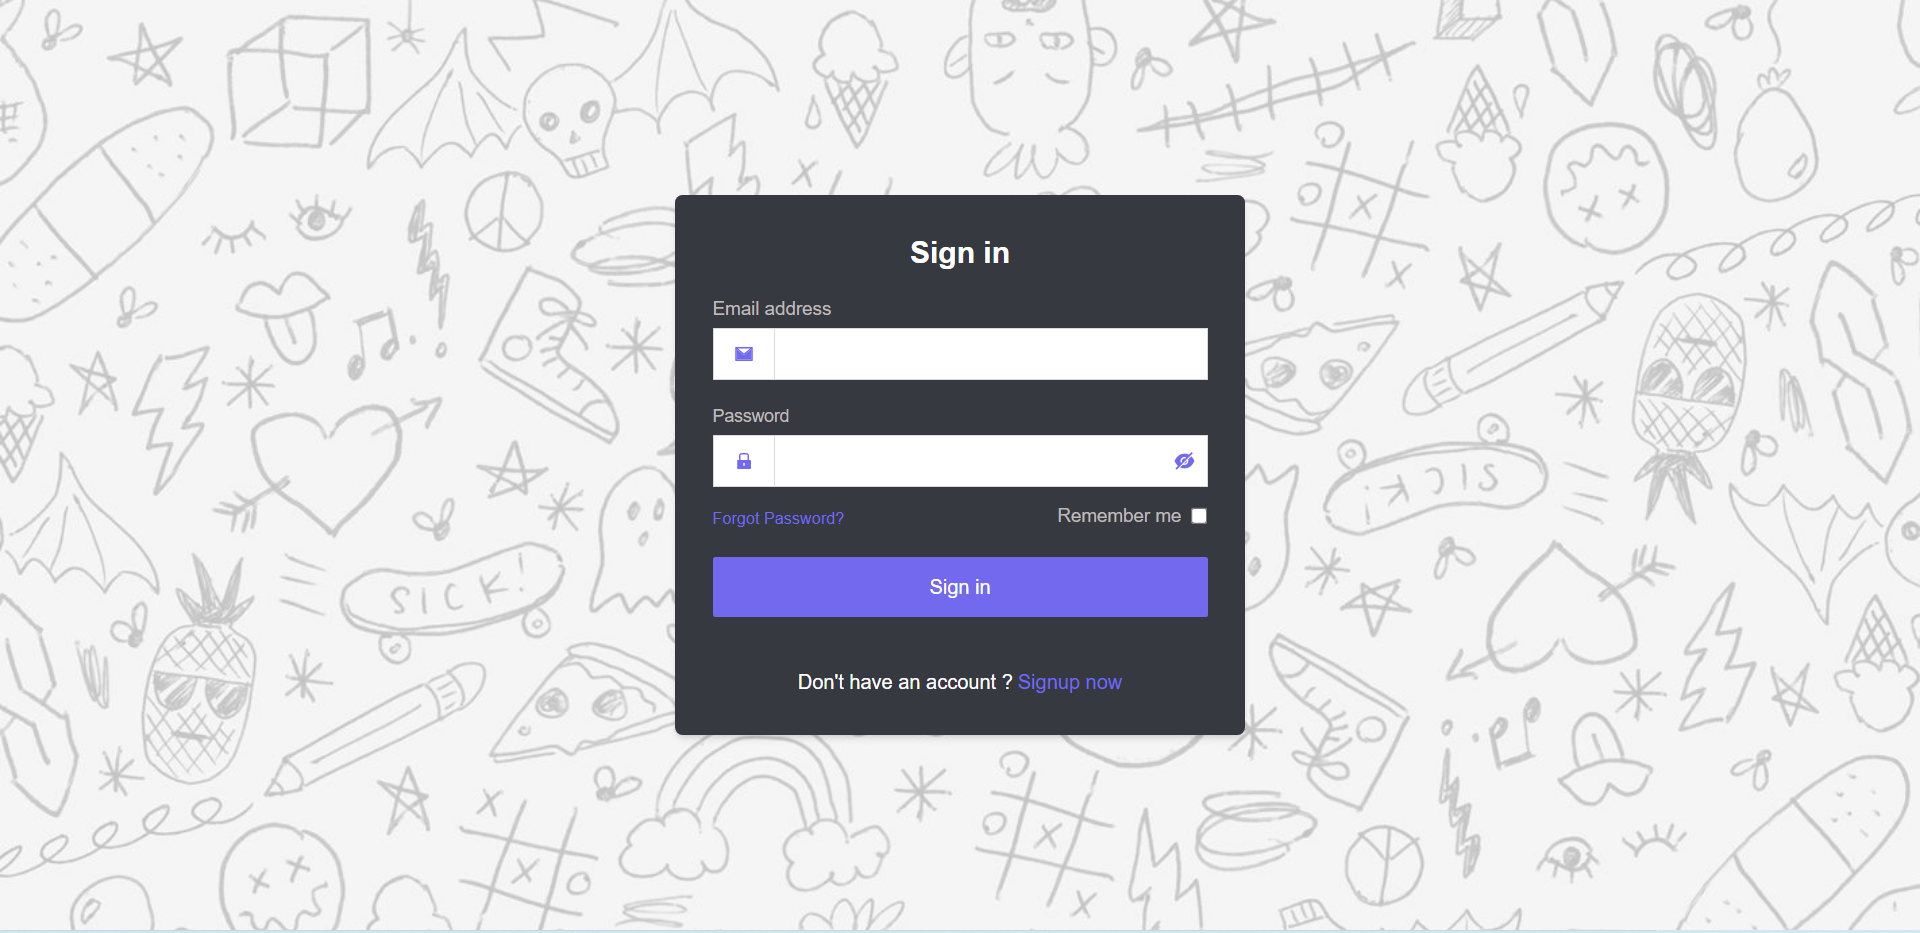 Sign in
Email address
Password
Forgot Password?
Remember me
Sign in
Don't have an account ? Signup now
SICK!
SICK!